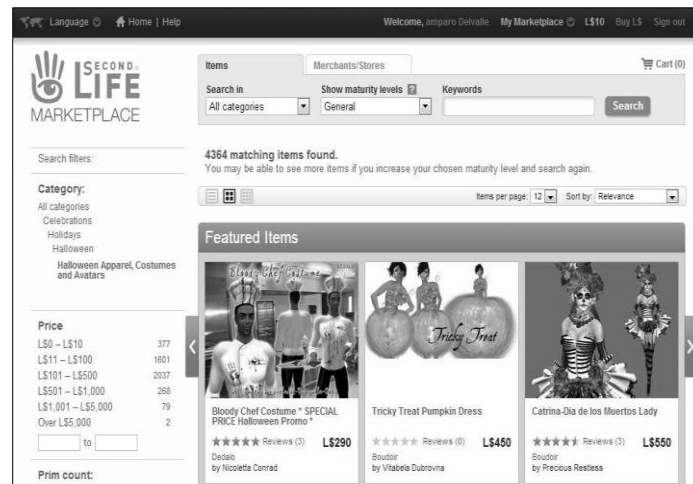 Language Home | Help Welcome, amparo Delvalle My Marketplace L$10 Buy L$ Sign out
SECOND
LIFE
MARKETPLACE
Items Merchants/Stores Cart (0)
Search in Show maturity levels ? Keywords
All categories General Search
Search filters:
4364 matching items found.
You may be able to see more items if you increase your chosen maturity level and search again.
Items per page: 12 Sort by: Relevance
Category:
All categories
Celebrations
Holidays
Halloween
Halloween Apparel, Costumes
and Avatars
Price
L$0 – L$10 377
L$11 – L$100 1601
L$101 – L$500 2037
L$501 – L$1,000 268
L$1,001 – L$5,000 79
Over L$5,000 2
to
Prim count:
Featured Items
Bloody Chef Costume
Tricky Treat
Bloody Chef Costume * SPECIAL
PRICE Halloween Promo *
Reviews (3) L$290
Dedalo
by Nicoletta Conrad
Tricky Treat Pumpkin Dress
Reviews (0) L$450
Boudoir
by Vitabela Dubrovna
Catrina-Dia de los Muertos Lady
Reviews (3) L$550
Boudoir
by Precious Restless